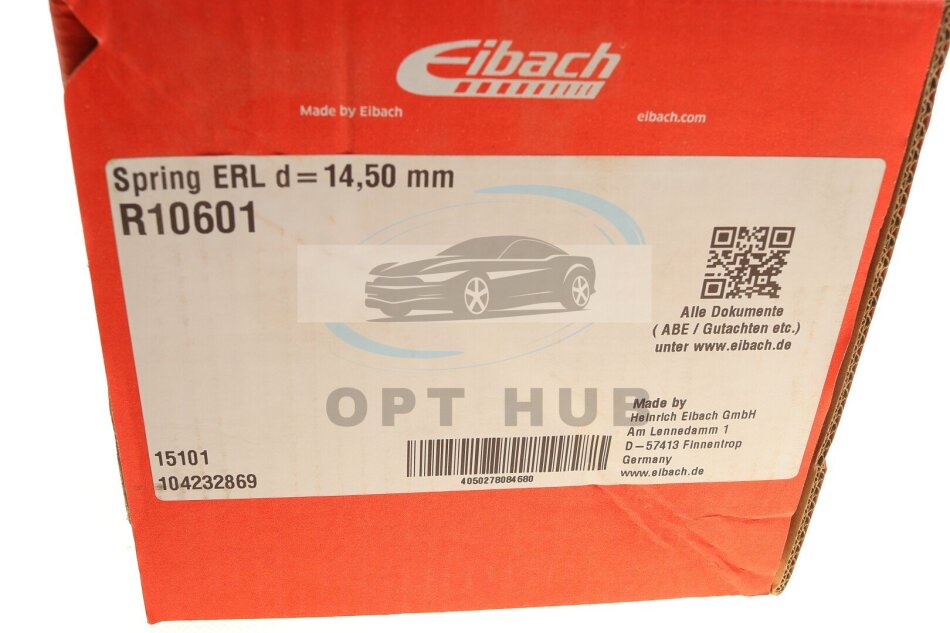 Eibach
Made by Eibach
eibach.com
Spring ERL d=14,50 mm
R10601
Alle Dokumente
( ABE / Gutachten etc.)
unter www.eibach.de
OPT HUB
Made by
Heinrich Eibach GmbH
Am Lennedamm 1
D-57413 Finnentrop
Germany
www.eibach.de
15101
104232869
4050278084680